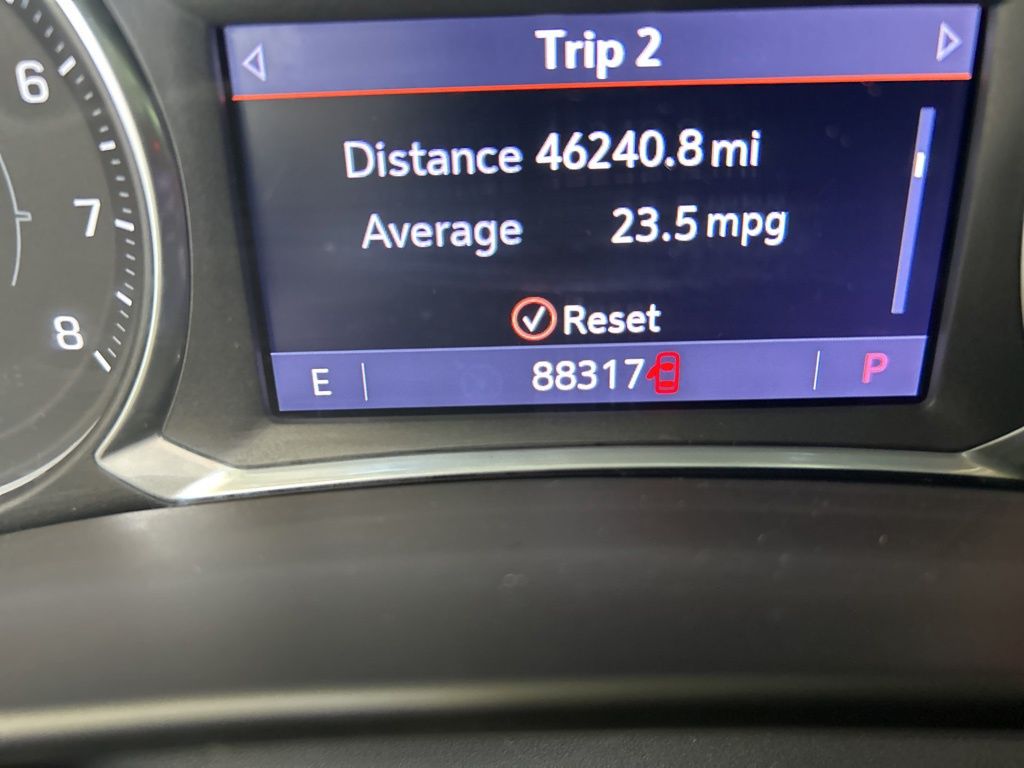 Trip 2
Distance 46240.8 mi
Average 23.5 mpg
Reset
E 88317 P
6
7
8